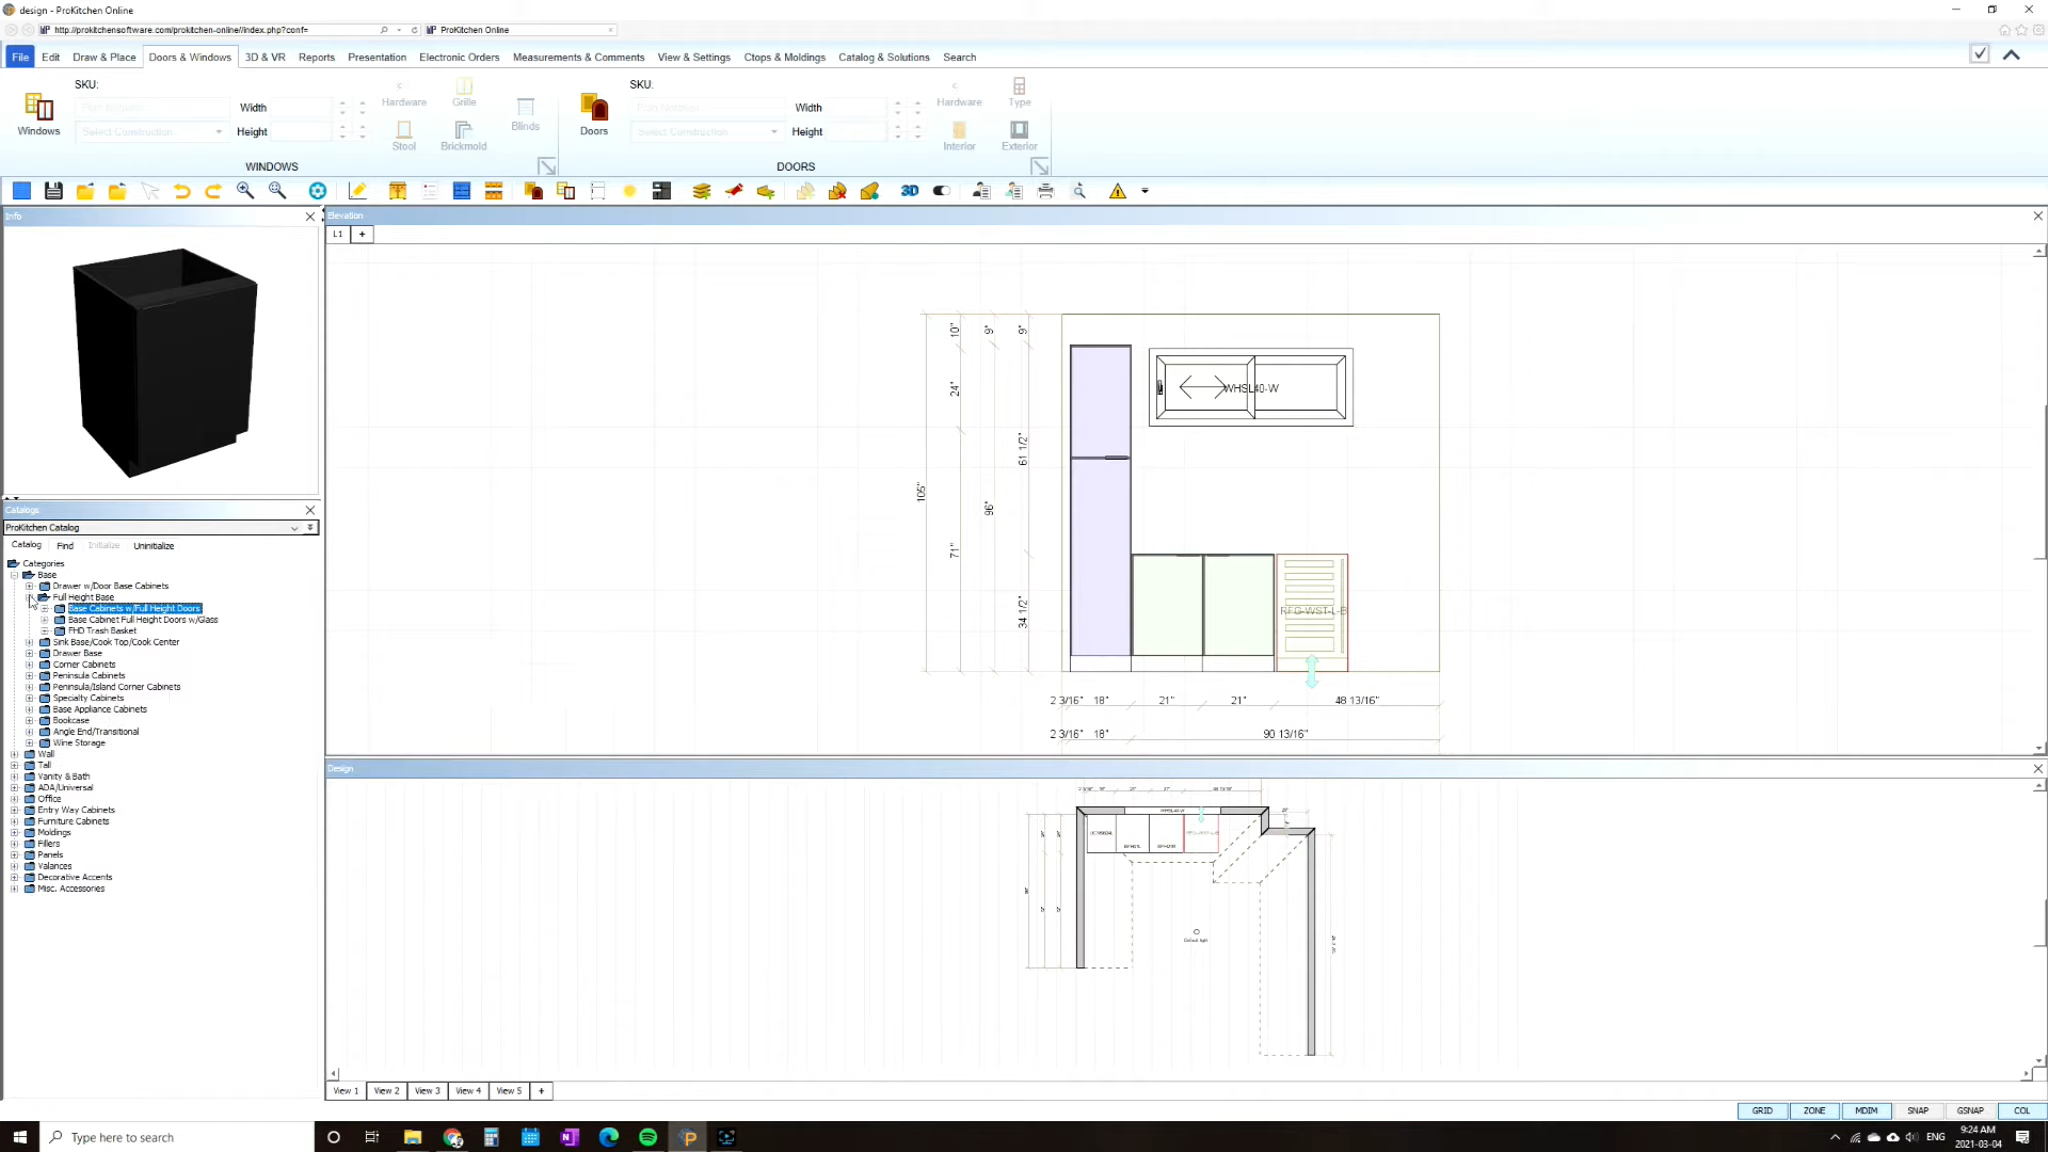 design - ProKitchen Online
http://prokitchensoftware.com/prokitchen-online//index.php?conf=
ProKitchen Online
File Edit Draw & Place Doors & Windows 3D & VR Reports Presentation Electronic Orders Measurements & Comments View & Settings Ctops & Moldings Catalog & Solutions Search
SKU: Hardware Grille SKU: Hardware Type
Width Width
Windows Select Construction... Height Blinds Doors Select Construction... Height
Stool Brickmold Interior Exterior
WINDOWS DOORS
3D
Info Elevation
L1 +
10" 9" 9"
24"
WHSL40-W
61 1/2"
105" 96"
71"
34 1/2"
RFG-WST-L-B
2 3/16" 18" 21" 21" 48 13/16"
2 3/16" 18" 90 13/16"
Catalogs
ProKitchen Catalog
Catalog Find Initialize Uninitialize
Categories
Base
Drawer w/Door Base Cabinets
Full Height Base
Base Cabinets w/Full Height Doors
Base Cabinet Full Height Doors w/Glass
FHD Trash Basket
Sink Base/Cook Top/Cook Center
Drawer Base
Corner Cabinets
Peninsula Cabinets
Peninsula/Island Corner Cabinets
Specialty Cabinets
Base Appliance Cabinets
Bookcase
Angle End/Transitional
Wine Storage
Wall
Tall
Vanity & Bath
ADA/Universal
Office
Entry Way Cabinets
Furniture Cabinets
Moldings
Fillers
Panels
Valances
Decorative Accents
Misc. Accessories
Design
Default light
View 1 View 2 View 3 View 4 View 5 +
GRID ZONE MDIM SNAP GSNAP COL
Type here to search
ENG
9:24 AM
2021-03-04